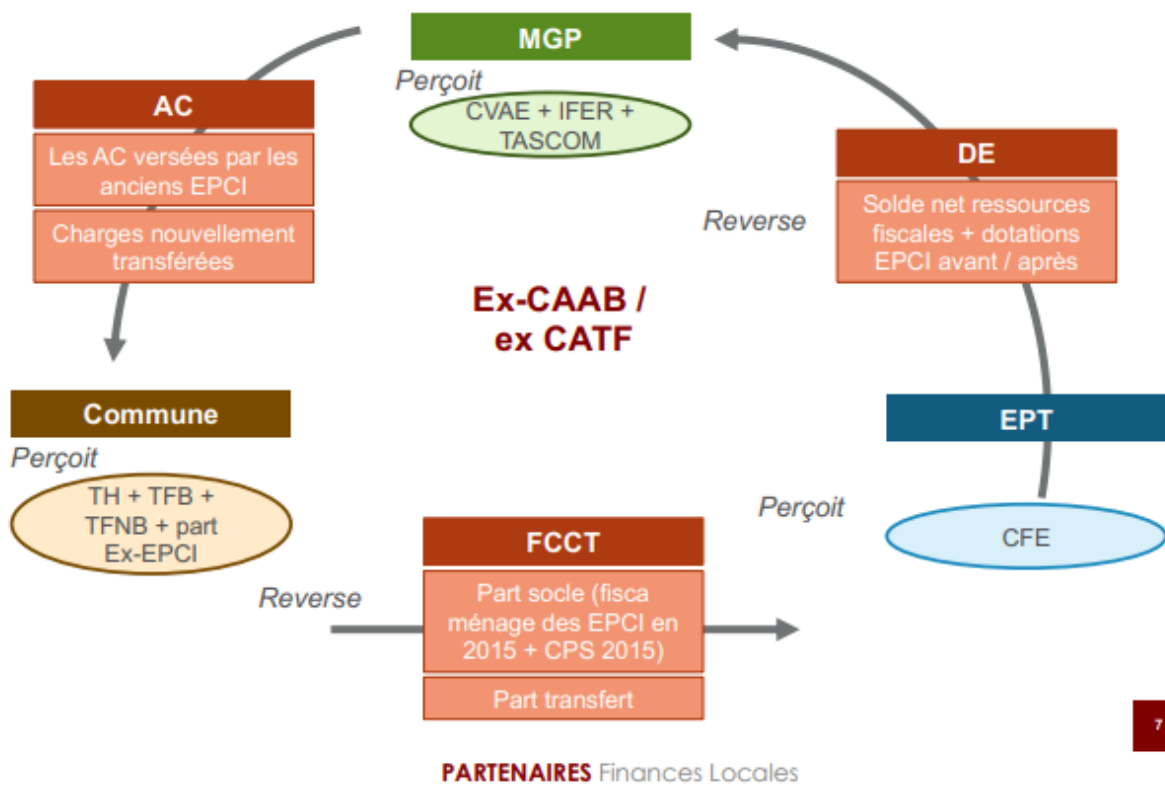 MGP
Perçoit
CVAE + IFER +
TASCOM
AC
Les AC versées par les
anciens EPCI
Charges nouvellement
transférées
DE
Solde net ressources
fiscales + dotations
EPCI avant / après
Reverse
Ex-CAAB /
ex CATF
Commune
Perçoit
TH + TFB +
TFNB + part
Ex-EPCI
EPT
Perçoit
CFE
FCCT
Part socle (fisca
ménage des EPCI en
2015 + CPS 2015)
Part transfert
Reverse
7
PARTENAIRES Finances Locales